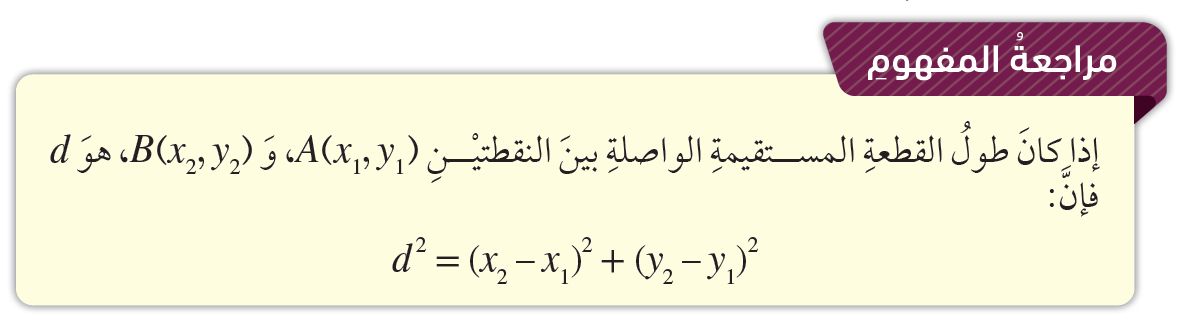 مراجعةُ المفهومِ
إذا كانَ طولُ القطعةِ المستقيمةِ الواصلةِ بينَ النقطتيْنِ A(x₁, y₁)، وَ B(x₂, y₂)، هوَ d
فإنَّ:
d² = (x₂ – x₁)² + (y₂ – y₁)²